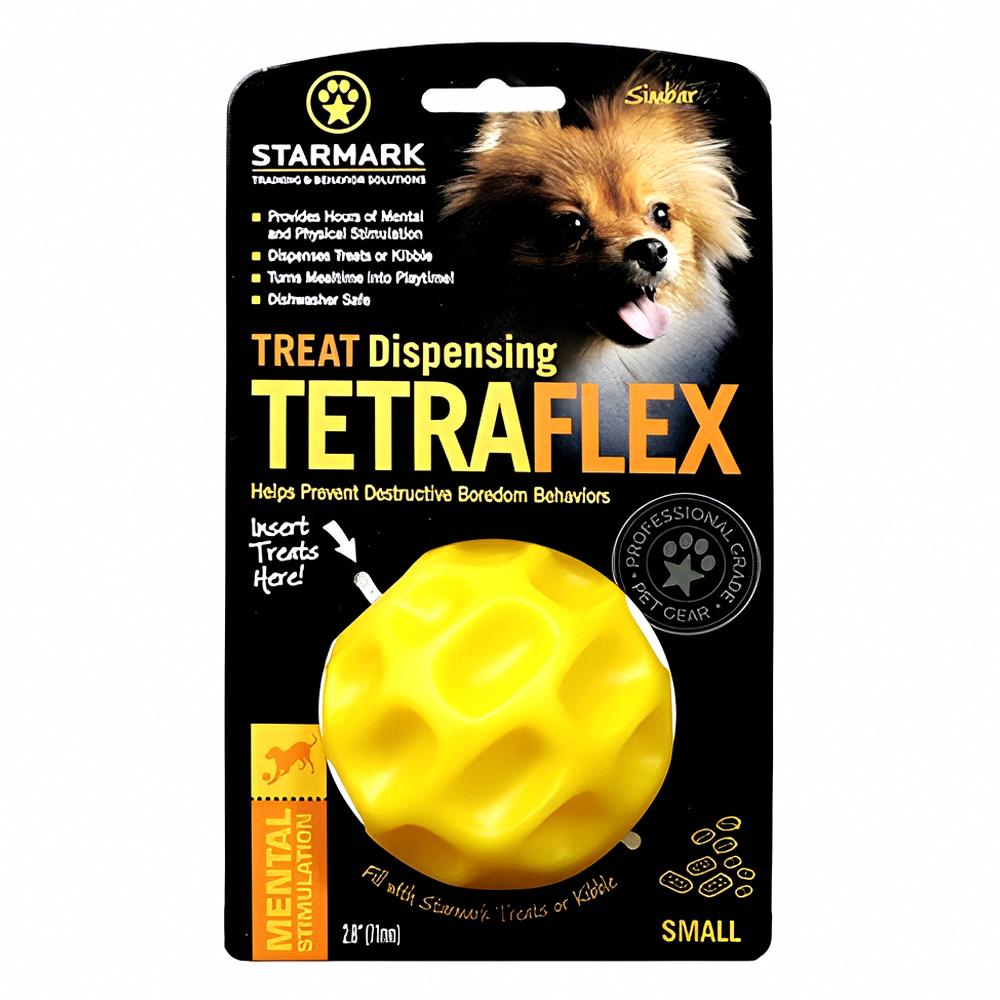 STARMARK
TRAINING & BEHAVIOR SOLUTIONS
Provides Hours of Mental
and Physical Stimulation
Dispenses Treats or Kibble
Turns Mealtime Into Playtime!
Dishwasher Safe
Simbar
TREAT Dispensing
TETRAFLEX
Helps Prevent Destructive Boredom Behaviors
Insert
Treats
Here!
PROFESSIONAL GRADE
PET GEAR
MENTAL
STIMULATION
Fill with Starmark Treats or Kibble
2.8" (71mm)
SMALL